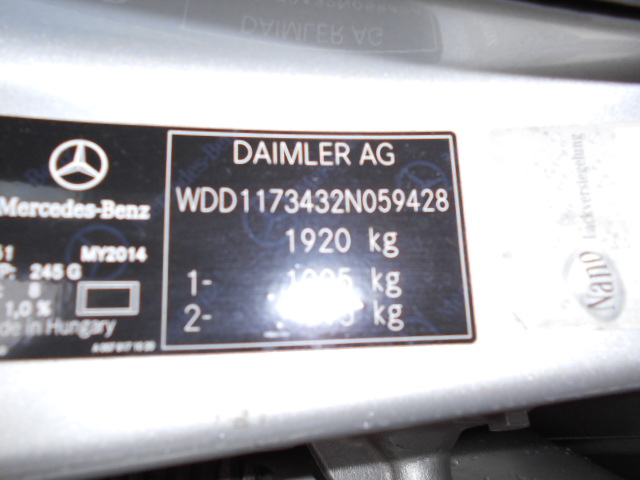 DAIMLER AG
WDD1173432N059428
1920 kg
1- kg
2- kg
Mercedes-Benz
MY2014
245 G
8
1,0 %
in Hungary
Nano
Lackversiegelung
DAIMLER AG